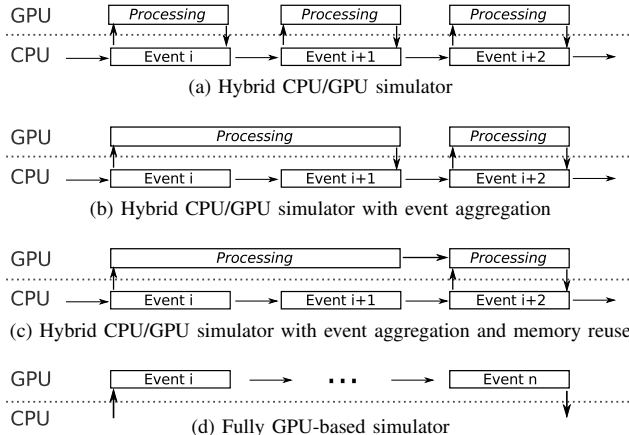 GPU Processing Processing Processing
CPU Event i Event i+1 Event i+2
(a) Hybrid CPU/GPU simulator
GPU Processing Processing
CPU Event i Event i+1 Event i+2
(b) Hybrid CPU/GPU simulator with event aggregation
GPU Processing Processing
CPU Event i Event i+1 Event i+2
(c) Hybrid CPU/GPU simulator with event aggregation and memory reuse
GPU Event i ... Event n
CPU
(d) Fully GPU-based simulator